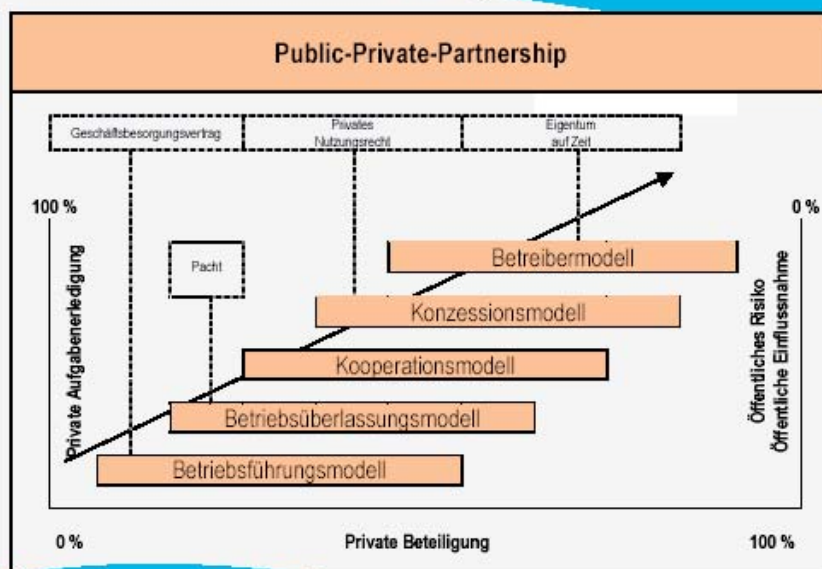 Public-Private-Partnership
Geschäfsbesorgungsvertrag
Privates
Nutzungsrecht
Eigentum
auf Zeit
100 %
0 %
Pacht
Betreibermodell
Konzessionsmodell
Kooperationsmodell
Betriebsüberlassungsmodell
Betriebsführungsmodell
Private Aufgabenerledigung
Öffentliches Risiko
Öffentliche Einflussnahme
0 %
Private Beteiligung
100 %